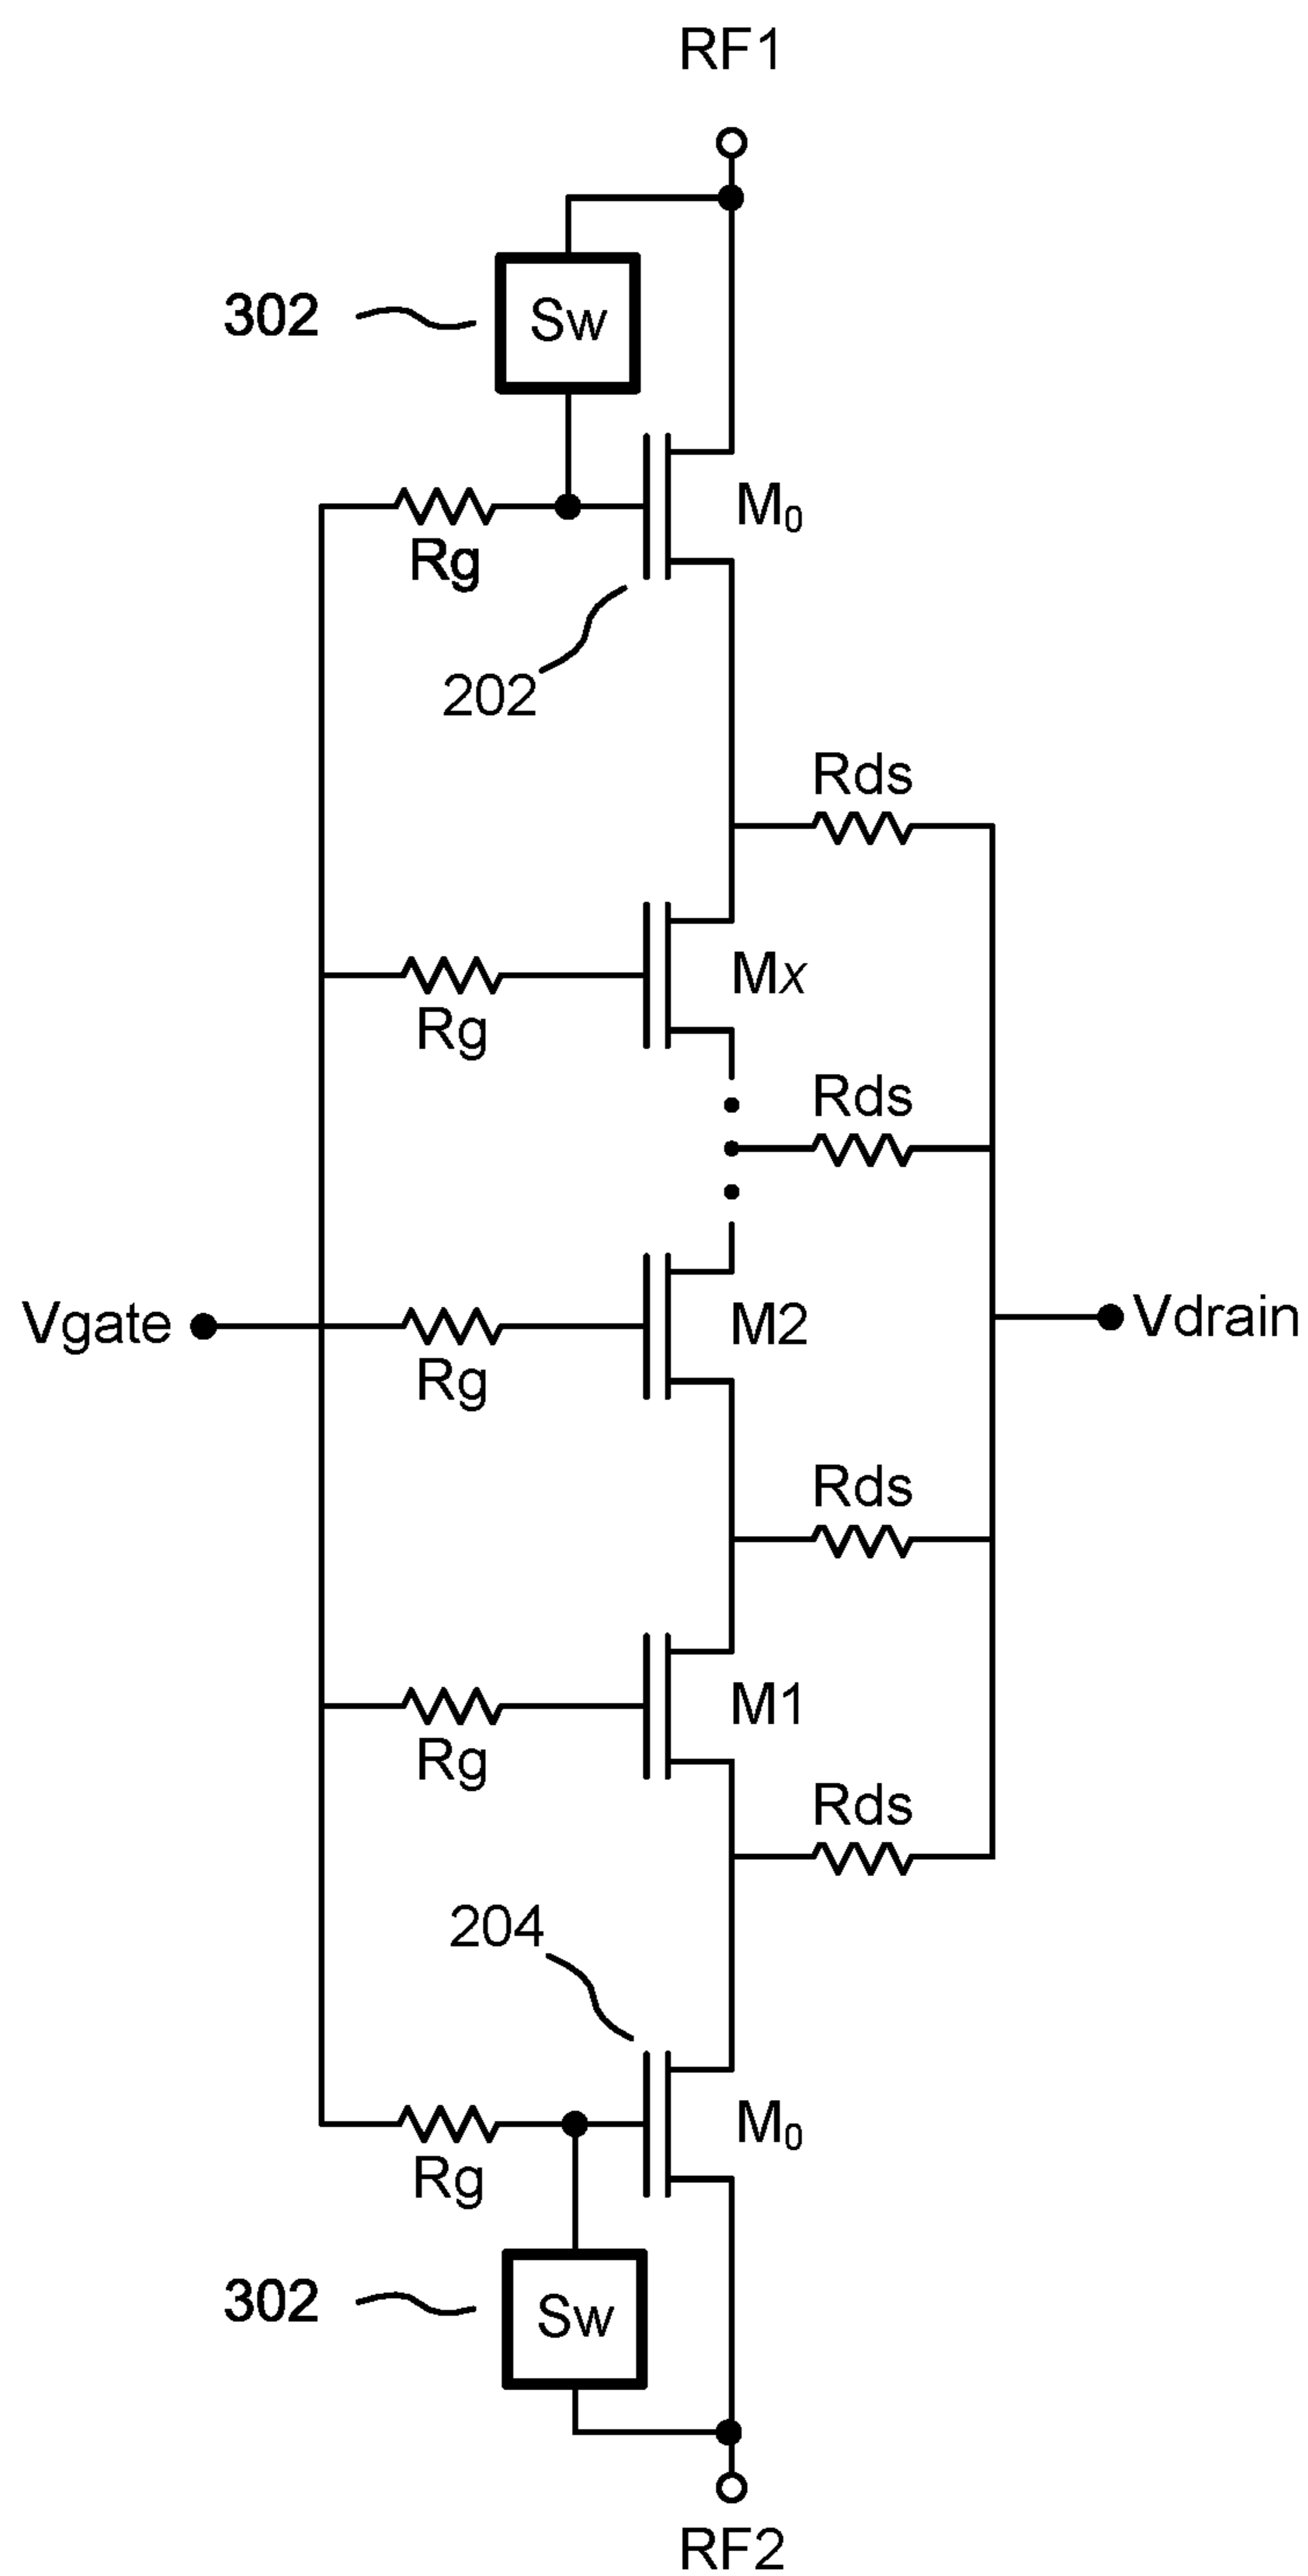 RF1
302
Sw
M0
Rg
202
Rds
Mx
Rg
Rds
Vgate
M2
Vdrain
Rg
Rds
M1
Rg
Rds
204
M0
Rg
302
Sw
RF2